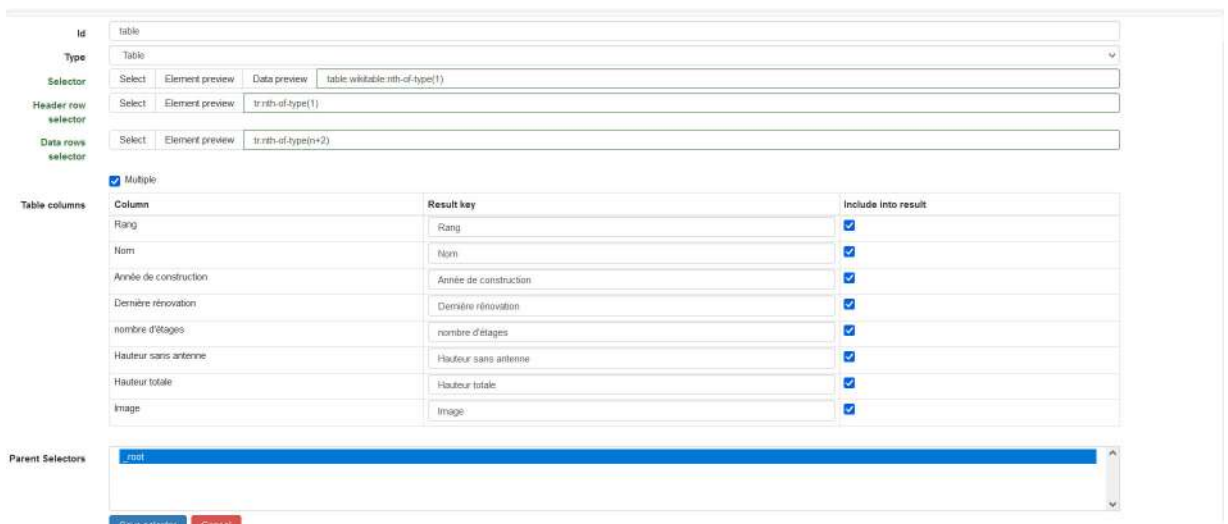 Id table
Type Table
Selector Select Element preview Data preview table.wikitable:nth-of-type(1)
Header row selector Select Element preview tr:nth-of-type(1)
Data rows selector Select Element preview tr:nth-of-type(n+2)
Multiple
Table columns Column Result key Include into result
Rang Rang
Nom Nom
Année de construction Année de construction
Dernière rénovation Dernière rénovation
nombre d'étages nombre d'étages
Hauteur sans antenne Hauteur sans antenne
Hauteur totale Hauteur totale
Image Image
Parent Selectors _root
Save selector Cancel